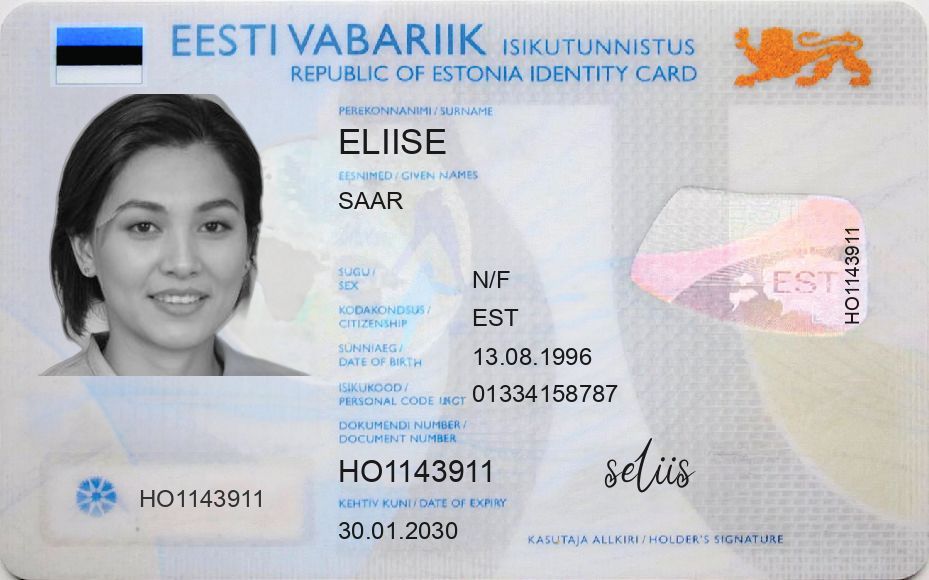 EESTI VABARIIK ISIKUTUNNISTUS
REPUBLIC OF ESTONIA IDENTITY CARD
PEREKONNANIMI / SURNAME
ELIISE
EESNIMED / GIVEN NAMES
SAAR
SUGU /
SEX
N/F
KODAKONDSUS /
CITIZENSHIP
EST
SÜNNIAEG /
DATE OF BIRTH
13.08.1996
ISIKUKOOD /
PERSONAL CODE
01334158787
DOKUMENDI NUMBER /
DOCUMENT NUMBER
HO1143911
KEHTIV KUNI / DATE OF EXPIRY
30.01.2030
HO1143911
EST
HO1143911
seliis
KASUTAJA ALLKIRI / HOLDER'S SIGNATURE